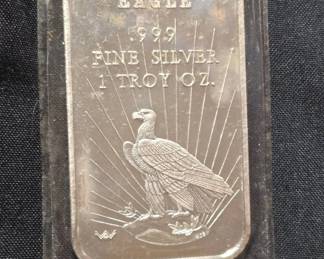 EAGLE
.999
FINE SILVER
1 TROY OZ.